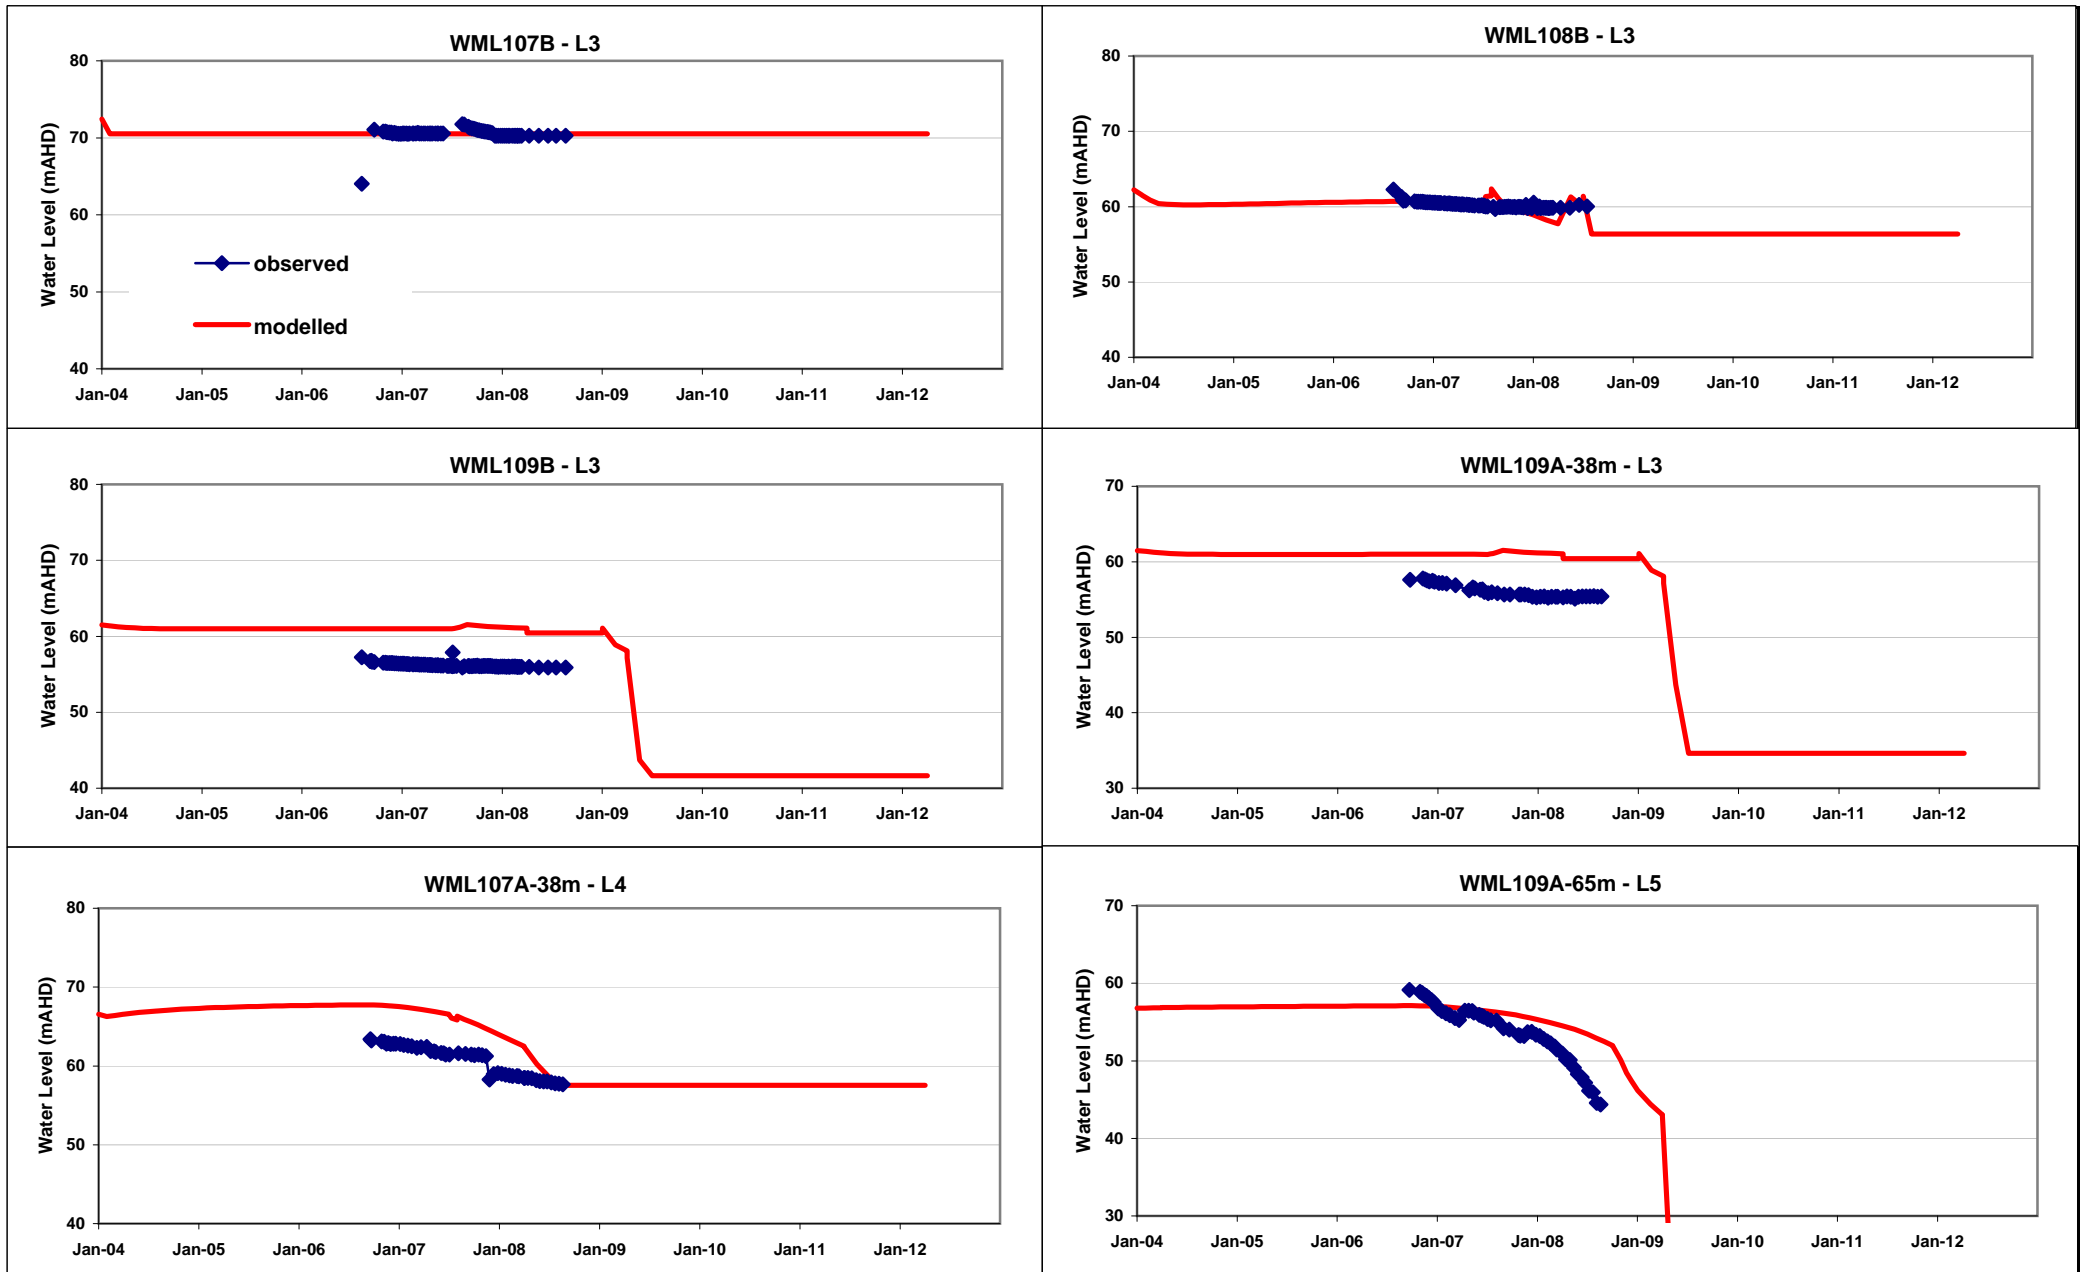 WML107B - L3
Water Level (mAHD)
80
70
60
50
40
observed
modelled
Jan-04 Jan-05 Jan-06 Jan-07 Jan-08 Jan-09 Jan-10 Jan-11 Jan-12
WML108B - L3
Water Level (mAHD)
80
70
60
50
40
Jan-04 Jan-05 Jan-06 Jan-07 Jan-08 Jan-09 Jan-10 Jan-11 Jan-12
WML109B - L3
Water Level (mAHD)
80
70
60
50
40
Jan-04 Jan-05 Jan-06 Jan-07 Jan-08 Jan-09 Jan-10 Jan-11 Jan-12
WML109A-38m - L3
Water Level (mAHD)
70
60
50
40
30
Jan-04 Jan-05 Jan-06 Jan-07 Jan-08 Jan-09 Jan-10 Jan-11 Jan-12
WML107A-38m - L4
Water Level (mAHD)
80
70
60
50
40
Jan-04 Jan-05 Jan-06 Jan-07 Jan-08 Jan-09 Jan-10 Jan-11 Jan-12
WML109A-65m - L5
Water Level (mAHD)
70
60
50
40
30
Jan-04 Jan-05 Jan-06 Jan-07 Jan-08 Jan-09 Jan-10 Jan-11 Jan-12